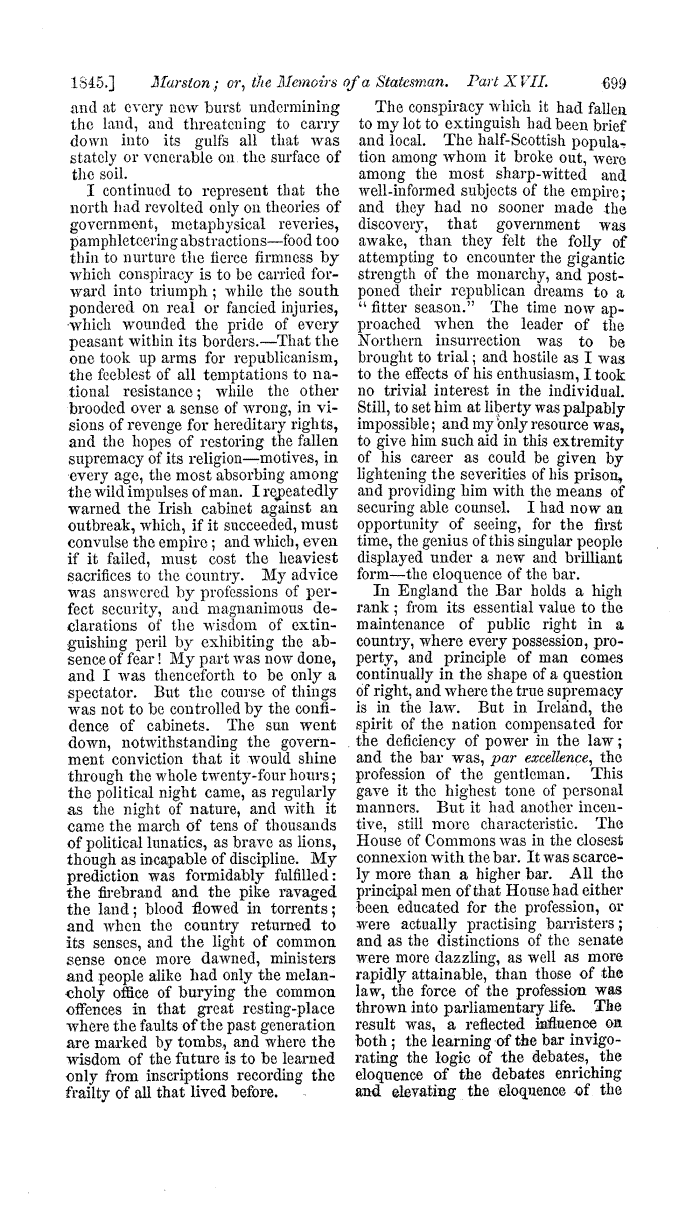 1845.] Marston; or, the Memoirs of a Statesman. Part XVII. 699
and at every new burst undermining
the land, and threatening to carry
down into its gulfs all that was
stately or venerable on the surface of
the soil.
I continued to represent that the
north had revolted only on theories of
government, metaphysical reveries,
pamphleteering abstractions—food too
thin to nurture the fierce firmness by
which conspiracy is to be carried for-
ward into triumph; while the south
pondered on real or fancied injuries,
which wounded the pride of every
peasant within its borders.—That the
one took up arms for republicanism,
the feeblest of all temptations to na-
tional resistance; while the other
brooded over a sense of wrong, in vi-
sions of revenge for hereditary rights,
and the hopes of restoring the fallen
supremacy of its religion—motives, in
every age, the most absorbing among
the wild impulses of man. I repeatedly
warned the Irish cabinet against an
outbreak, which, if it succeeded, must
convulse the empire; and which, even
if it failed, must cost the heaviest
sacrifices to the country. My advice
was answered by professions of per-
fect security, and magnanimous de-
clarations of the wisdom of extin-
guishing peril by exhibiting the ab-
sence of fear! My part was now done,
and I was thenceforth to be only a
spectator. But the course of things
was not to be controlled by the confi-
dence of cabinets. The sun went
down, notwithstanding the govern-
ment conviction that it would shine
through the whole twenty-four hours;
the political night came, as regularly
as the night of nature, and with it
came the march of tens of thousands
of political lunatics, as brave as lions,
though as incapable of discipline. My
prediction was formidably fulfilled:
the firebrand and the pike ravaged
the land; blood flowed in torrents;
and when the country returned to
its senses, and the light of common
sense once more dawned, ministers
and people alike had only the melan-
choly office of burying the common
offences in that great resting-place
where the faults of the past generation
are marked by tombs, and where the
wisdom of the future is to be learned
only from inscriptions recording the
frailty of all that lived before.
The conspiracy which it had fallen
to my lot to extinguish had been brief
and local. The half-Scottish popula-
tion among whom it broke out, were
among the most sharp-witted and
well-informed subjects of the empire;
and they had no sooner made the
discovery, that government was
awake, than they felt the folly of
attempting to encounter the gigantic
strength of the monarchy, and post-
poned their republican dreams to a
"fitter season." The time now ap-
proached when the leader of the
Northern insurrection was to be
brought to trial; and hostile as I was
to the effects of his enthusiasm, I took
no trivial interest in the individual.
Still, to set him at liberty was palpably
impossible; and my only resource was,
to give him such aid in this extremity
of his career as could be given by
lightening the severities of his prison,
and providing him with the means of
securing able counsel. I had now an
opportunity of seeing, for the first
time, the genius of this singular people
displayed under a new and brilliant
form—the eloquence of the bar.
In England the Bar holds a high
rank; from its essential value to the
maintenance of public right in a
country, where every possession, pro-
perty, and principle of man comes
continually in the shape of a question
of right, and where the true supremacy
is in the law. But in Ireland, the
spirit of the nation compensated for
the deficiency of power in the law;
and the bar was, par excellence, the
profession of the gentleman. This
gave it the highest tone of personal
manners. But it had another incen-
tive, still more characteristic. The
House of Commons was in the closest
connexion with the bar. It was scarce-
ly more than a higher bar. All the
principal men of that House had either
been educated for the profession, or
were actually practising barristers;
and as the distinctions of the senate
were more dazzling, as well as more
rapidly attainable, than those of the
law, the force of the profession was
thrown into parliamentary life. The
result was, a reflected influence on
both; the learning of the bar invigo-
rating the logic of the debates, the
eloquence of the debates enriching
and elevating the eloquence of the